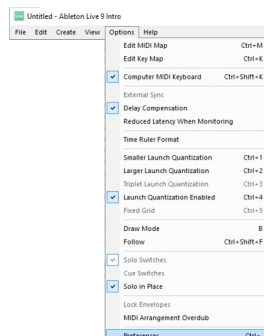 Live Untitled - Ableton Live 9 Intro
File Edit Create View Options Help
Edit MIDI Map Ctrl+M
Edit Key Map Ctrl+K
Computer MIDI Keyboard Ctrl+Shift+K
External Sync
Delay Compensation
Reduced Latency When Monitoring
Time Ruler Format
Smaller Launch Quantization Ctrl+1
Larger Launch Quantization Ctrl+2
Triplet Launch Quantization Ctrl+3
Launch Quantization Enabled Ctrl+4
Fixed Grid Ctrl+5
Draw Mode B
Follow Ctrl+Shift+F
Solo Switches
Cue Switches
Solo in Place
Lock Envelopes
MIDI Arrangement Overdub
Preferences Ctrl+